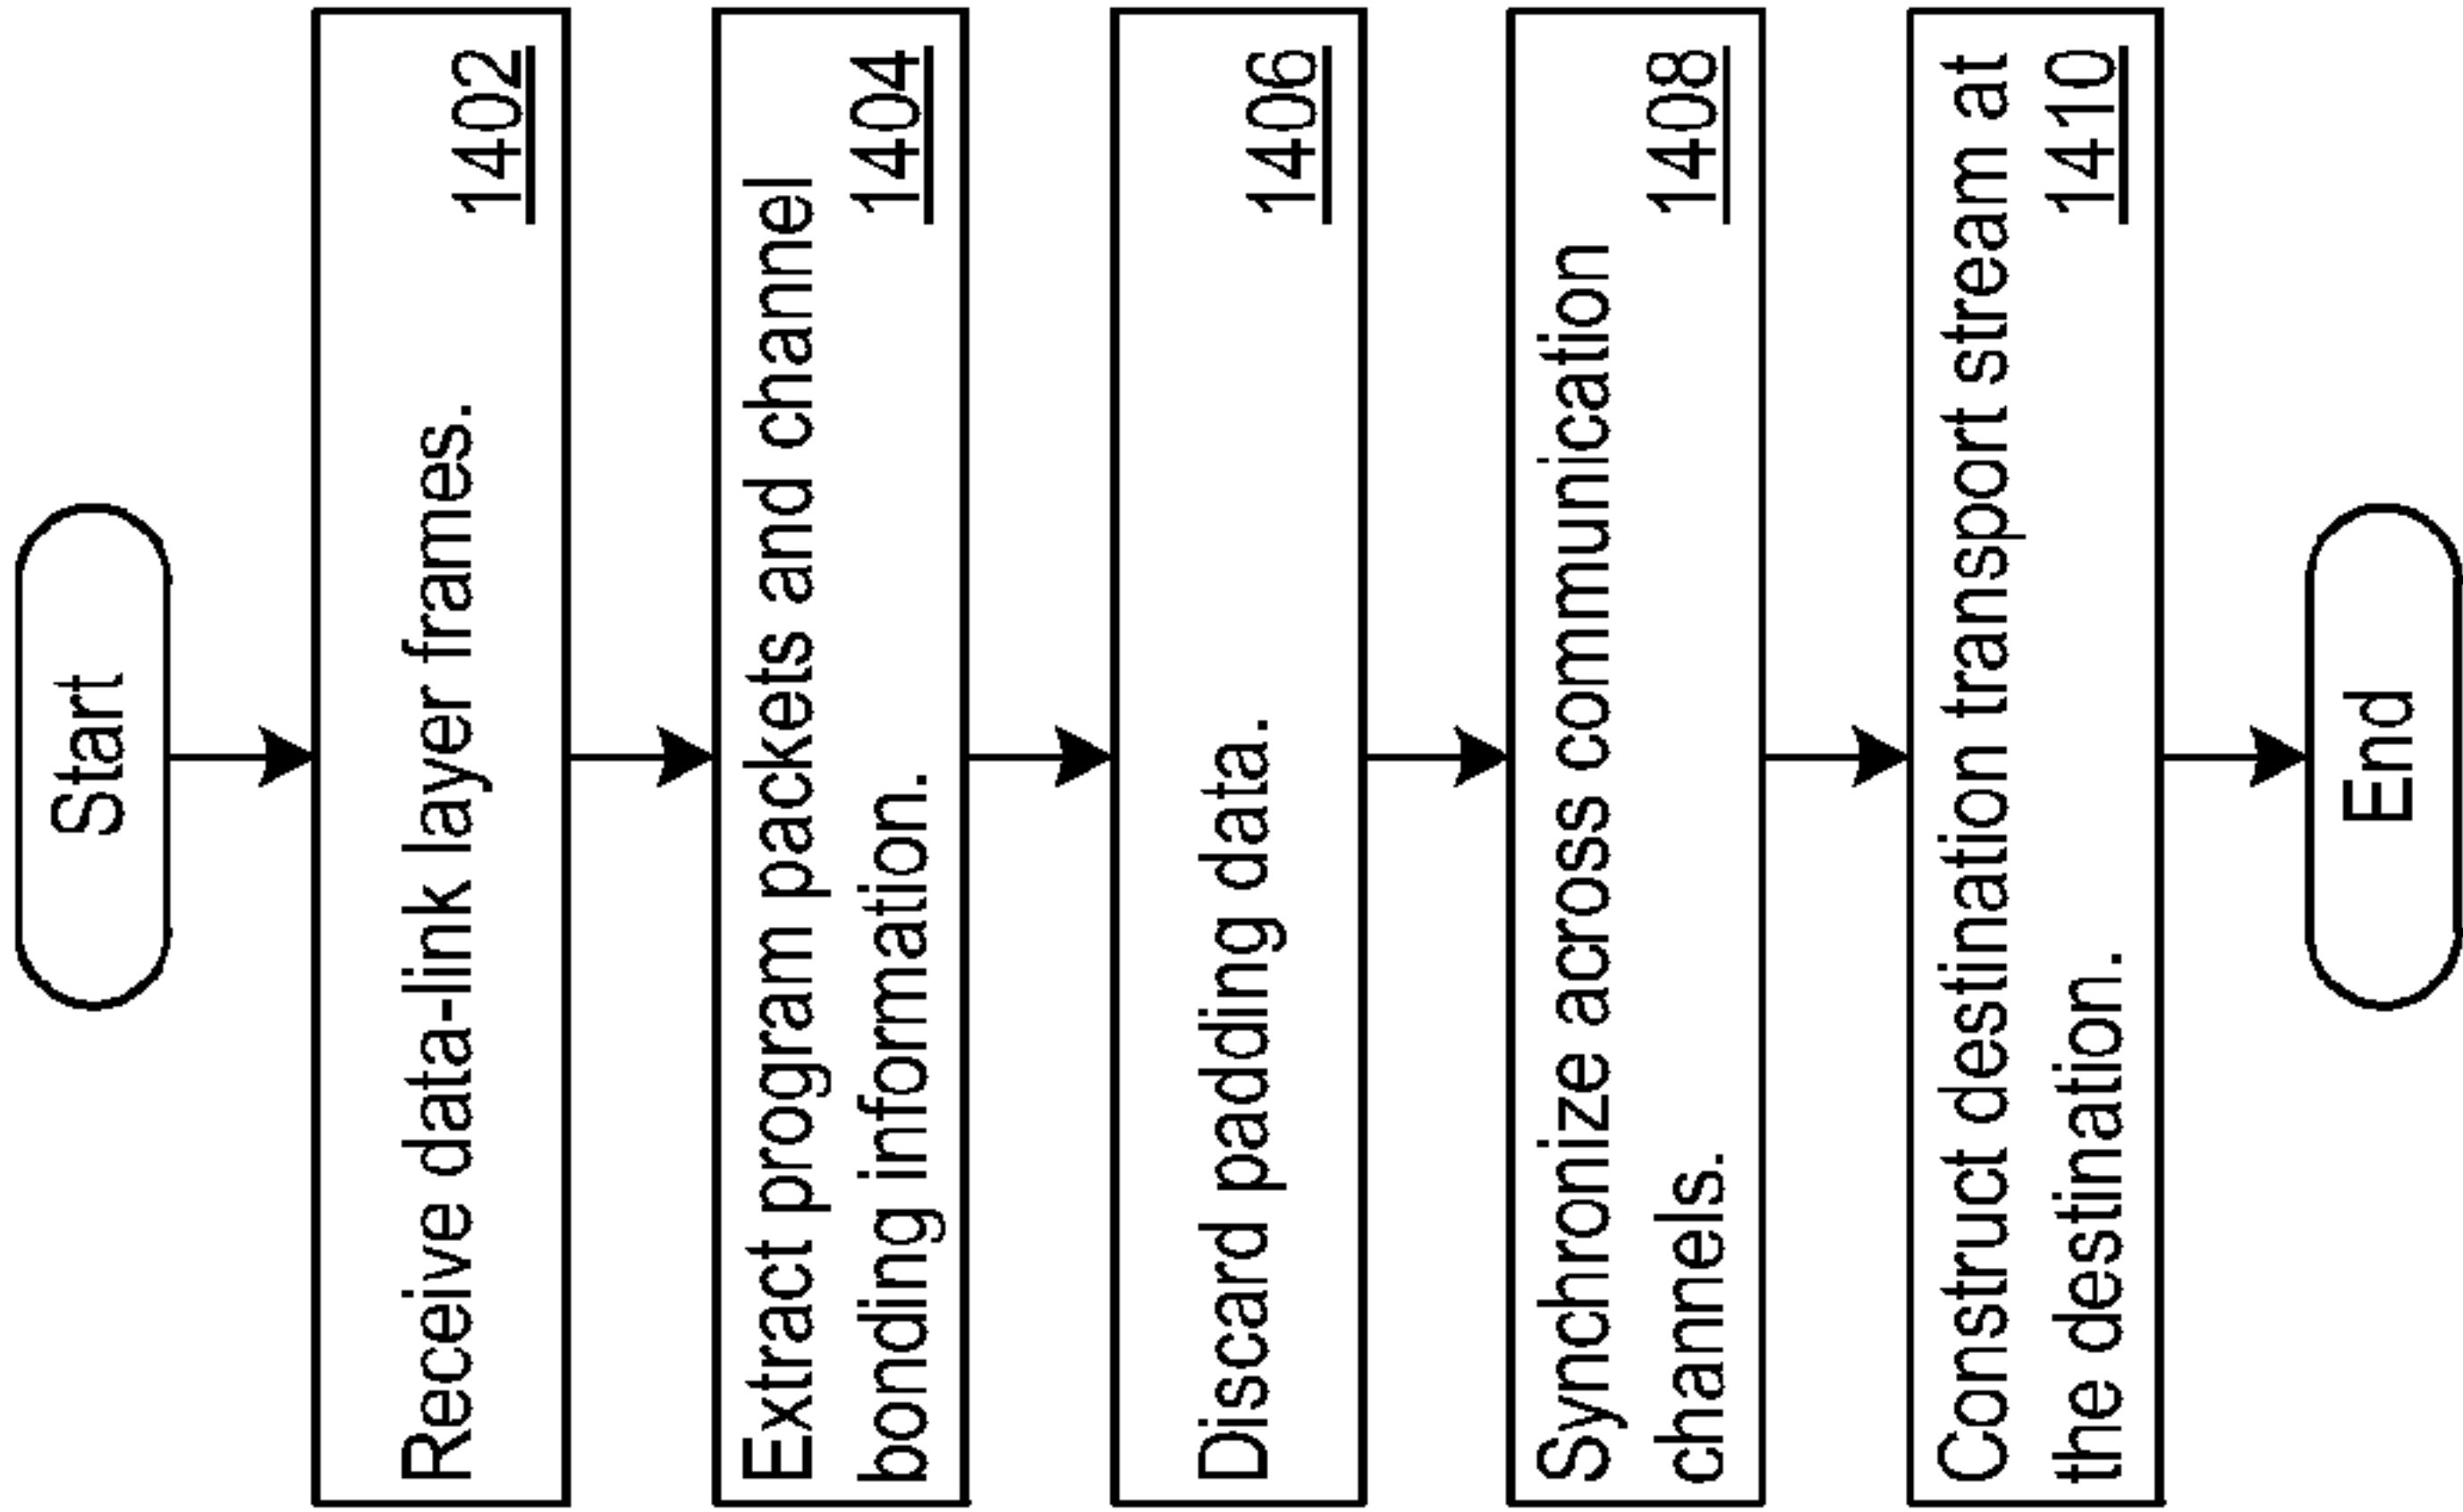 Start
Receive data-link layer frames.
1402
Extract program packets and channel
bonding information.
1404
Discard padding data.
1406
Synchronize across communication
channels.
1408
Construct destination transport stream at
the destination.
1410
End